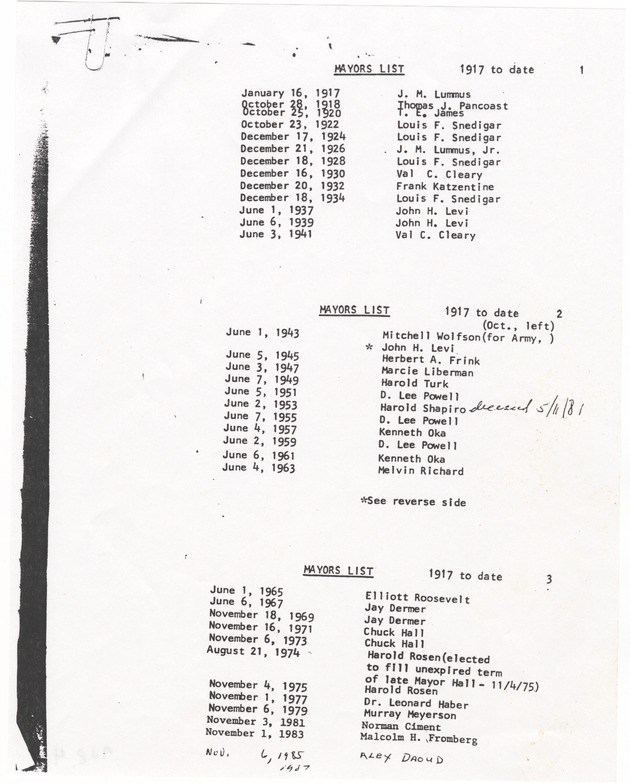 MAYORS LIST 1917 to date 1
January 16, 1917 J. M. Lummus
October 28, 1918 Thomas J. Pancoast
October 25, 1920 T. E. James
October 23, 1922 Louis F. Snedigar
December 17, 1924 Louis F. Snedigar
December 21, 1926 J. M. Lummus, Jr.
December 18, 1928 Louis F. Snedigar
December 16, 1930 Val C. Cleary
December 20, 1932 Frank Katzentine
December 18, 1934 Louis F. Snedigar
June 1, 1937 John H. Levi
June 6, 1939 John H. Levi
June 3, 1941 Val C. Cleary
MAYORS LIST 1917 to date 2
(Oct., left)
June 1, 1943 Mitchell Wolfson(for Army, )
* John H. Levi
June 5, 1945 Herbert A. Frink
June 3, 1947 Marcie Liberman
June 7, 1949 Harold Turk
June 5, 1951 D. Lee Powell
June 2, 1953 Harold Shapiro deceased 5/11/81
June 7, 1955 D. Lee Powell
June 4, 1957 Kenneth Oka
June 2, 1959 D. Lee Powell
June 6, 1961 Kenneth Oka
June 4, 1963 Melvin Richard
*See reverse side
MAYORS LIST 1917 to date 3
June 1, 1965 Elliott Roosevelt
June 6, 1967 Jay Dermer
November 18, 1969 Jay Dermer
November 16, 1971 Chuck Hall
November 6, 1973 Chuck Hall
August 21, 1974 Harold Rosen(elected
to fill unexpired term
of late Mayor Hall - 11/4/75)
November 4, 1975 Harold Rosen
November 1, 1977 Dr. Leonard Haber
November 6, 1979 Murray Meyerson
November 3, 1981 Norman Ciment
November 1, 1983 Malcolm H. Fromberg
Nov. 6, 1985 ALEX DAOUD
1987